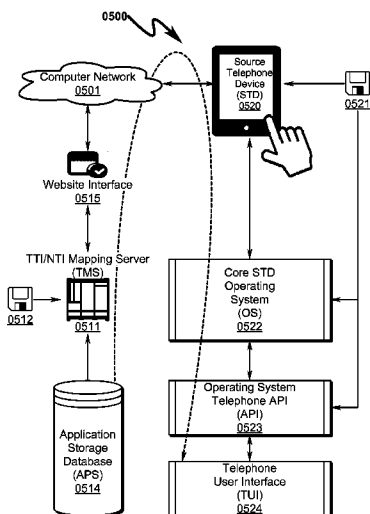 0500
Computer Network
0501
Source
Telephone
Device
(STD)
0520
0521
Website Interface
0515
TTI/NTI Mapping Server
(TMS)
0512
0511
Core STD
Operating
System
(OS)
0522
Operating System
Telephone API
(API)
0523
Application
Storage
Database
(APS)
0514
Telephone
User Interface
(TUI)
0524